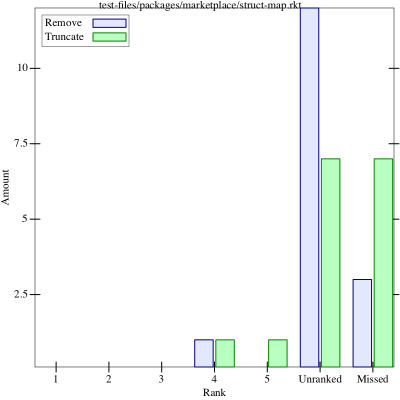 test-files/packages/marketplace/struct-map.rkt
Remove
Truncate
10
7.5
5
2.5
Amount
1 2 3 4 5 Unranked Missed
Rank